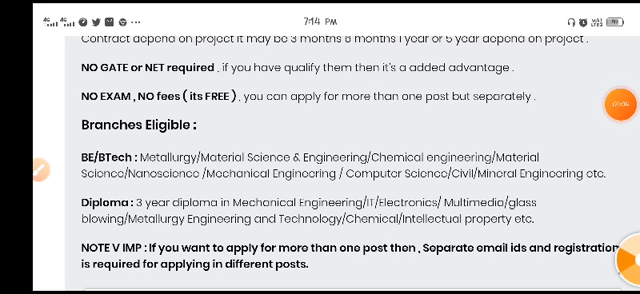 7:14 PM
Contract depend on project it may be 3 months 6 months 1 year or 5 year depend on project .
NO GATE or NET required , if you have qualify them then it's a added advantage .
NO EXAM , NO fees ( its FREE ) , you can apply for more than one post but separately .
Branches Eligible :
BE/BTech : Metallurgy/Material Science & Engineering/Chemical engineering/Material
Science/Nanoscience /Mechanical Engineering / Computer Science/Civil/Mineral Engineering etc.
Diploma : 3 year diploma in Mechanical Engineering/IT/Electronics/ Multimedia/glass
blowing/Metallurgy Engineering and Technology/Chemical/Intellectual property etc.
NOTE V IMP : If you want to apply for more than one post then , Separate email ids and registration
is required for applying in different posts.